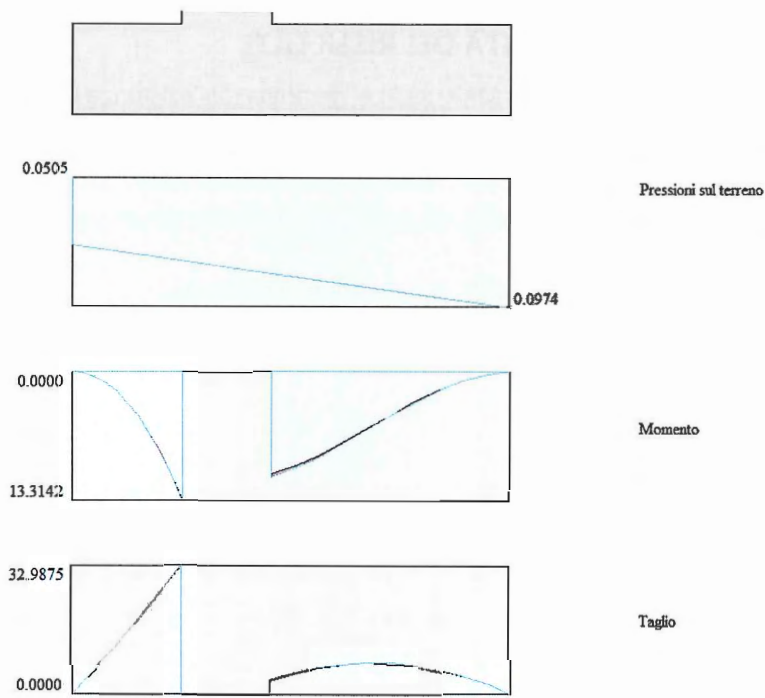 0.0505
Pressioni sul terreno
0.0974
0.0000
Momento
13.3142
32.9875
Taglio
0.0000